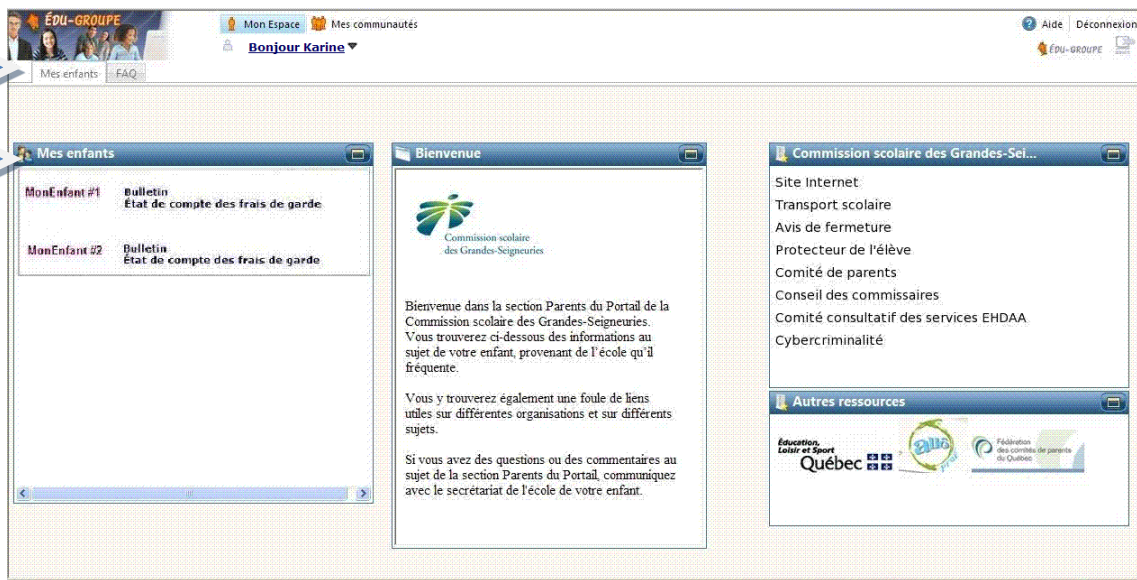 ÉDU-GROUPE
Mon Espace Mes communautés
Aide Déconnexion
Bonjour Karine
ÉDU-GROUPE
Mes enfants FAQ
Mes enfants
MonEnfant #1 Bulletin
État de compte des frais de garde
MonEnfant #2 Bulletin
État de compte des frais de garde
Bienvenue
Commission scolaire
des Grandes-Seigneuries
Bienvenue dans la section Parents du Portail de la
Commission scolaire des Grandes-Seigneuries.
Vous trouverez ci-dessous des informations au
sujet de votre enfant, provenant de l'école qu'il
fréquente.
Vous y trouverez également une foule de liens
utiles sur différentes organisations et sur différents
sujets.
Si vous avez des questions ou des commentaires au
sujet de la section Parents du Portail, communiquez
avec le secrétariat de l'école de votre enfant.
Commission scolaire des Grandes-Sei...
Site Internet
Transport scolaire
Avis de fermeture
Protecteur de l'élève
Comité de parents
Conseil des commissaires
Comité consultatif des services EHDAA
Cybercriminalité
Autres ressources
Éducation,
Loisir et Sport
Québec
allô
prof
Fédération
des comités de parents
du Québec